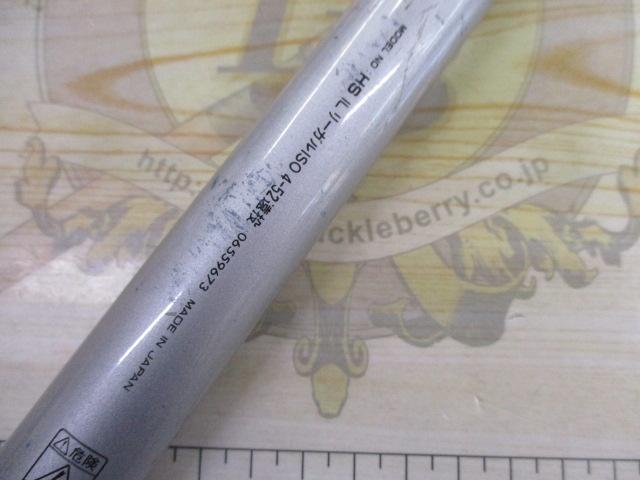 MODEL NO HS リーガルISO 4-52遠投 06559673 MADE IN JAPAN
危険
http
ckleberry.co.jp